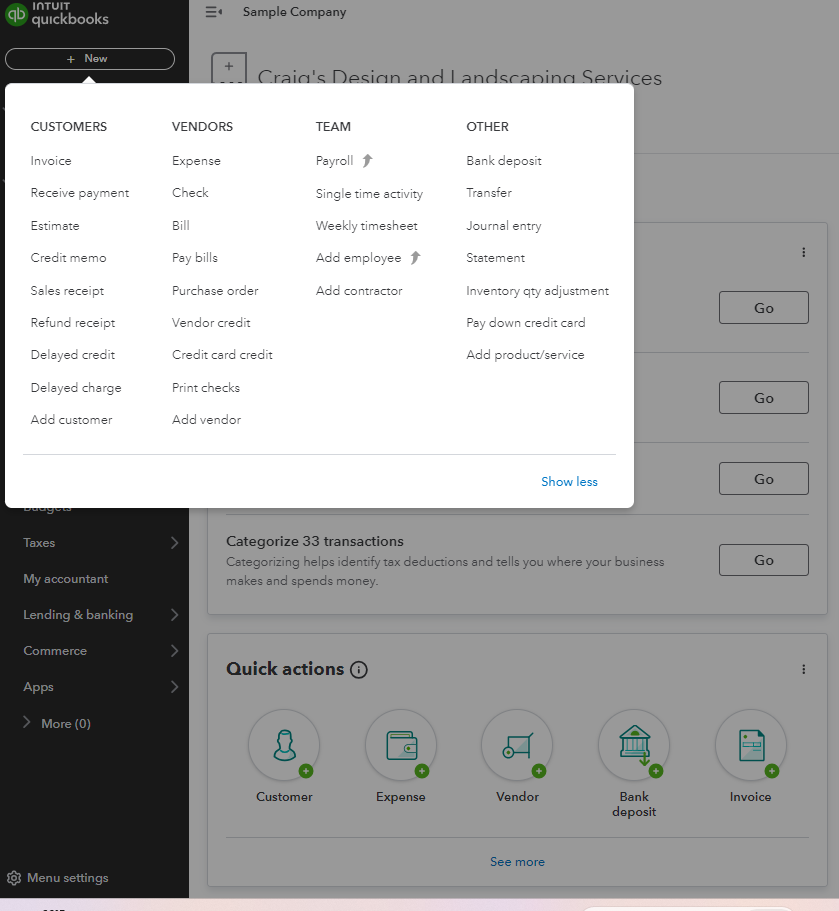 INTUIT
quickbooks
Sample Company
+ New
Craig's Design and Landscaping Services
CUSTOMERS
Invoice
Receive payment
Estimate
Credit memo
Sales receipt
Refund receipt
Delayed credit
Delayed charge
Add customer
VENDORS
Expense
Check
Bill
Pay bills
Purchase order
Vendor credit
Credit card credit
Print checks
Add vendor
TEAM
Payroll
Single time activity
Weekly timesheet
Add employee
Add contractor
OTHER
Bank deposit
Transfer
Journal entry
Statement
Inventory qty adjustment
Pay down credit card
Add product/service
Show less
Budgets
Taxes
My accountant
Lending & banking
Commerce
Apps
More (0)
Menu settings
Go
Go
Go
Categorize 33 transactions
Categorizing helps identify tax deductions and tells you where your business
makes and spends money.
Go
Quick actions
Customer
Expense
Vendor
Bank
deposit
Invoice
See more